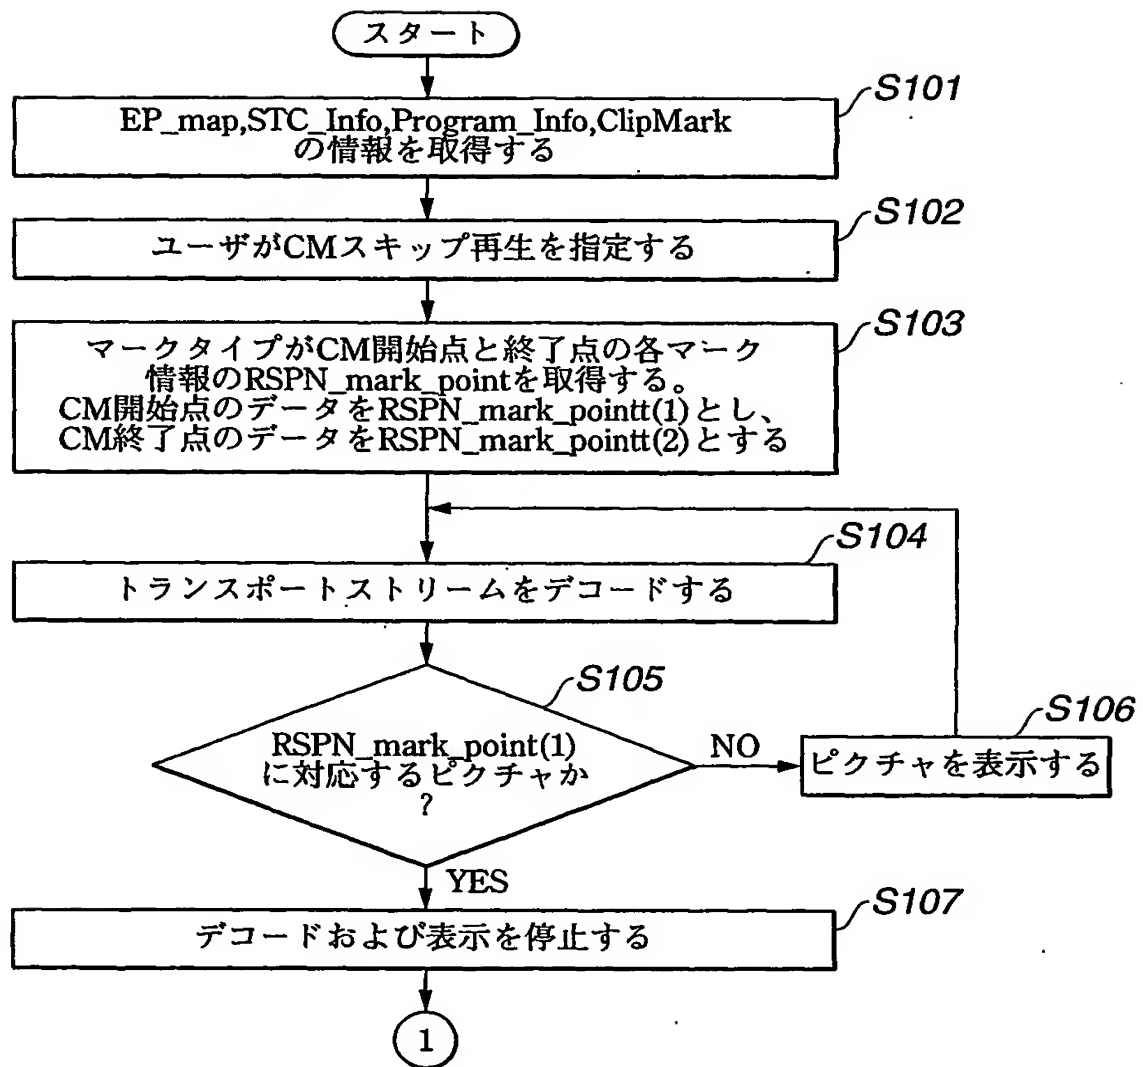 スタート
S101
EP_map,STC_Info,Program_Info,ClipMark
の情報を取得する
S102
ユーザがCMスキップ再生を指定する
S103
マークタイプがCM開始点と終了点の各マーク
情報のRSPN_mark_pointを取得する。
CM開始点のデータをRSPN_mark_pointt(1)とし、
CM終了点のデータをRSPN_mark_pointt(2)とする
S104
トランスポートストリームをデコードする
S105
RSPN_mark_point(1)
に対応するピクチャか
?
NO
S106
ピクチャを表示する
YES
S107
デコードおよび表示を停止する
1